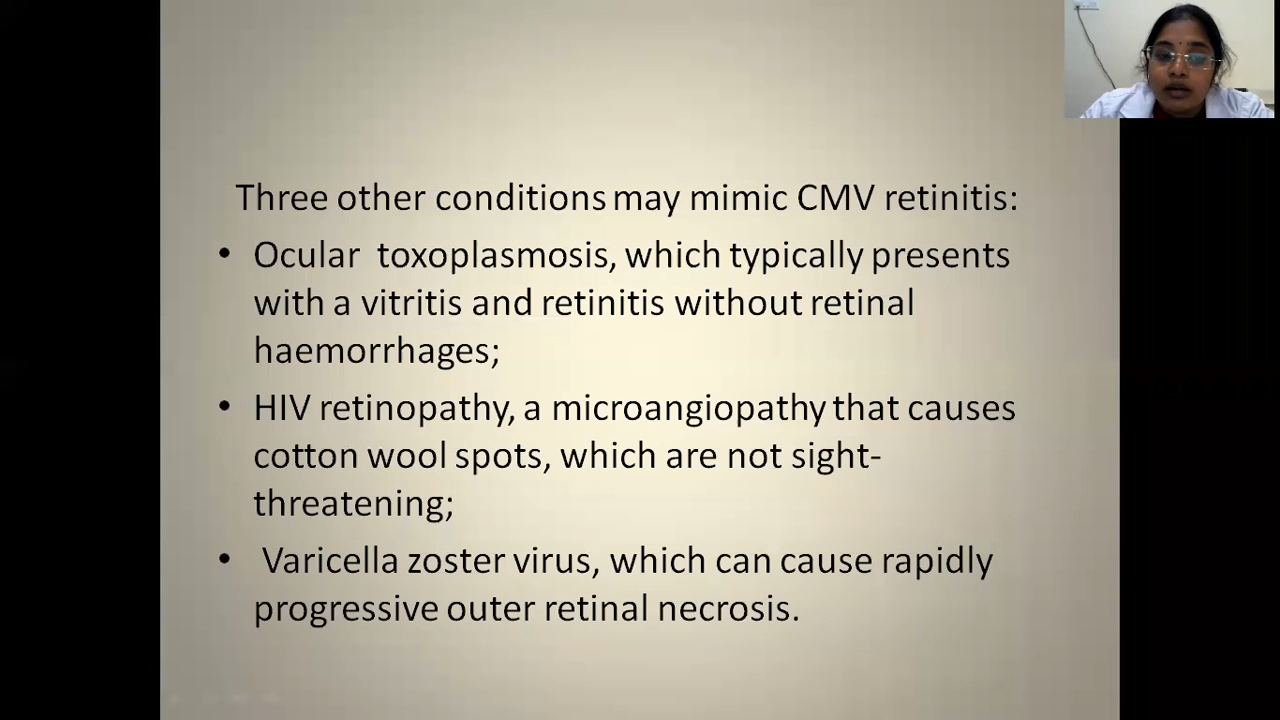 Three other conditions may mimic CMV retinitis:
• Ocular toxoplasmosis, which typically presents
with a vitritis and retinitis without retinal
haemorrhages;
• HIV retinopathy, a microangiopathy that causes
cotton wool spots, which are not sight-
threatening;
• Varicella zoster virus, which can cause rapidly
progressive outer retinal necrosis.